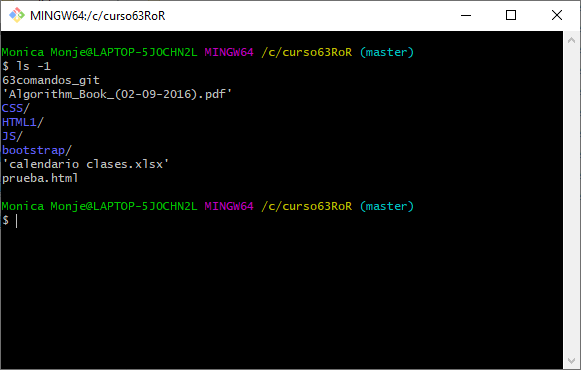 MINGW64:/c/curso63RoR
Monica Monje@LAPTOP-5JOCHN2L MINGW64 /c/curso63RoR (master)
$ ls -1
63comandos_git
'Algorithm_Book_(02-09-2016).pdf'
CSS/
HTML1/
JS/
bootstrap/
'calendario clases.xlsx'
prueba.html
Monica Monje@LAPTOP-5JOCHN2L MINGW64 /c/curso63RoR (master)
$